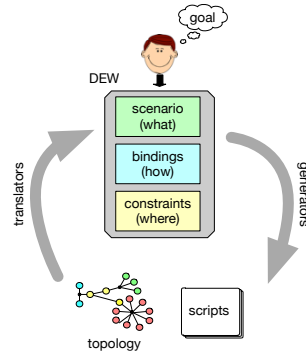 goal
DEW
scenario
(what)
bindings
(how)
constraints
(where)
translators
generators
scripts
topology